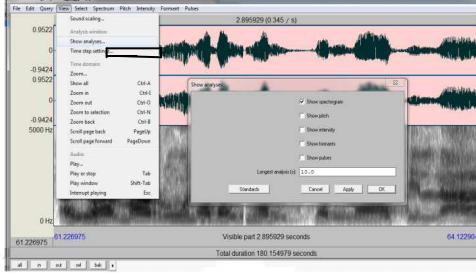 File Edit Query View Select Spectrum Pitch Intensity Formant Pulses
Sound scaling...
Analysis window:
Show analyses...
Time step settings...
Time domain:
Zoom...
Show all Ctrl-A
Zoom in Ctrl-I
Zoom out Ctrl-O
Zoom to selection Ctrl-N
Zoom back Ctrl-B
Scroll page back PageUp
Scroll page forward PageDown
Audio:
Play...
Play or stop Tab
Play window Shift-Tab
Interrupt playing Esc
2.895929 (0.345 / s)
0.9522
0
-0.9424
0.9522
0
-0.9424
5000 Hz
0 Hz
Show analyses
Show spectrogram
Show pitch
Show intensity
Show formants
Show pulses
Longest analysis (s): 10.0
Standards Cancel Apply OK
61.226975 Visible part 2.895929 seconds 64.122904
61.226975
Total duration 180.154979 seconds
all in out sel bak